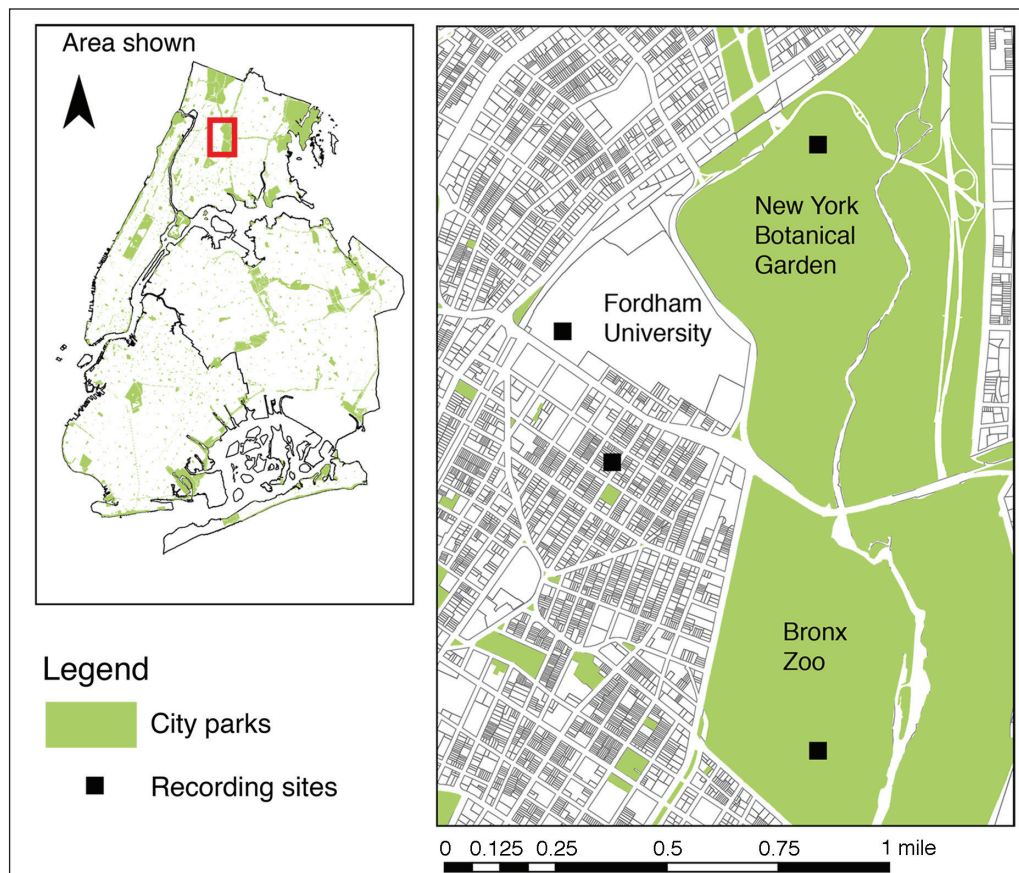 Area shown
New York
Botanical
Garden
Fordham
University
Bronx
Zoo
Legend
City parks
Recording sites
0 0.125 0.25 0.5 0.75 1 mile